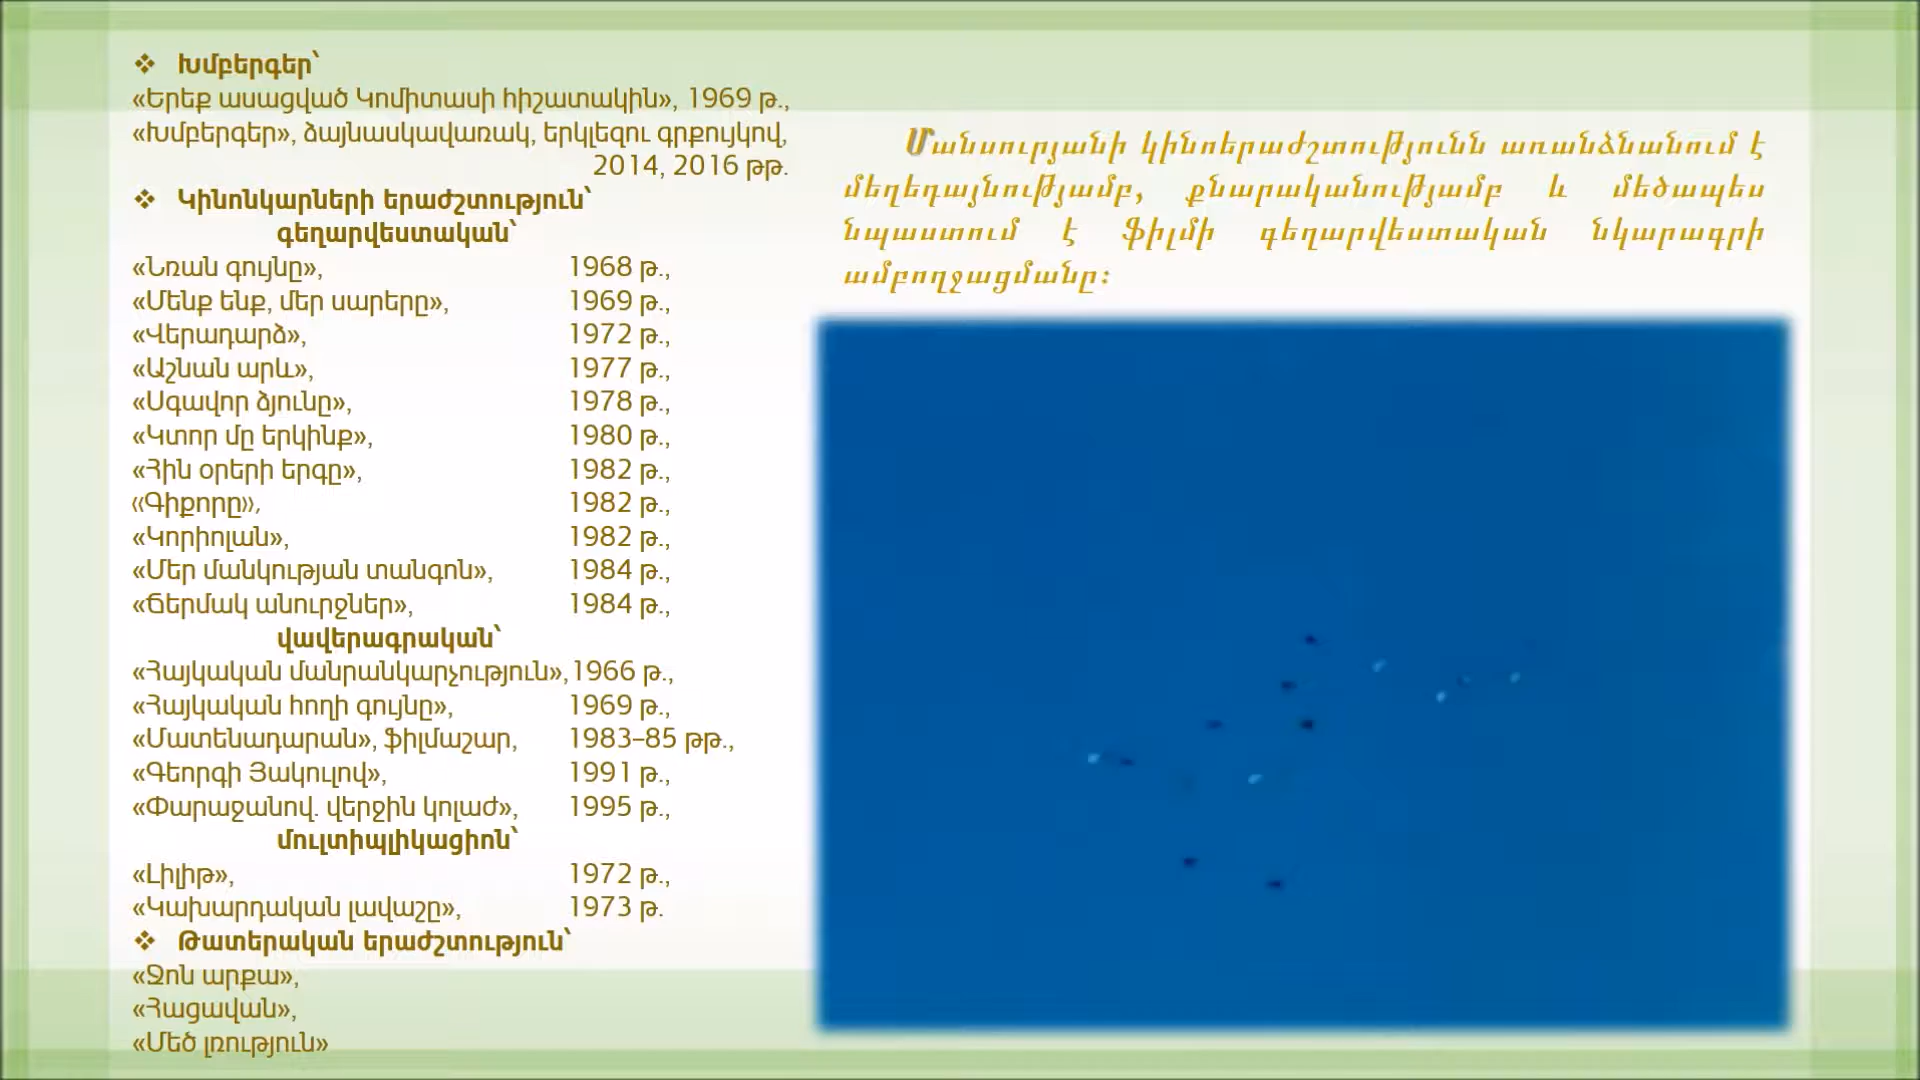 ❖ Խմբերգեր՝
«Երեք ասացված Կոմիտասի հիշատակին», 1969 թ.,
«Խմբերգեր», ձայնասկավառակ, երկլեզու գրքույկով,
2014, 2016 թթ.
❖ Կինոնկարների երաժշտություն՝
գեղարվեստական՝
«Նռան գույնը», 1968 թ.,
«Մենք ենք, մեր սարերը», 1969 թ.,
«Վերադարձ», 1972 թ.,
«Աշնան արև», 1977 թ.,
«Սգավոր ձյունը», 1978 թ.,
«Կտոր մը երկինք», 1980 թ.,
«Հին օրերի երգը», 1982 թ.,
«Գիքորը», 1982 թ.,
«Կորիոլան», 1982 թ.,
«Մեր մանկության տանգոն», 1984 թ.,
«Ճերմակ անուրջներ», 1984 թ.,
վավերագրական՝
«Հայկական մանրանկարչություն», 1966 թ.,
«Հայկական հողի գույնը», 1969 թ.,
«Մատենադարան», ֆիլմաշար, 1983–85 թթ.,
«Գեորգի Յակուլով», 1991 թ.,
«Փարաջանով. վերջին կոլաժ», 1995 թ.,
մուլտիպլիկացիոն՝
«Լիլիթ», 1972 թ.,
«Կախարդական լավաշը», 1973 թ.
❖ Թատերական երաժշտություն՝
«Ջոն արքա»,
«Հացավան»,
«Մեծ լռություն»
Մանսուրյանի կինոերաժշտությունն առանձնանում է
մեղեդայնությամբ, քնարականությամբ և մեծապես
նպաստում է ֆիլմի գեղարվեստական նկարագրի
ամբողջացմանը։